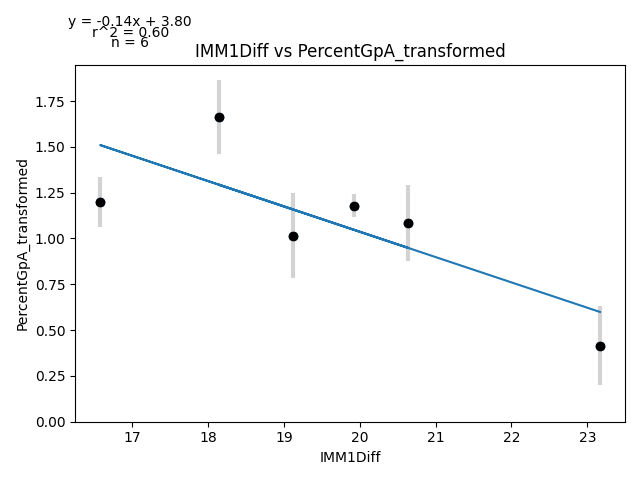 y = -0.14x + 3.80
r^2 = 0.60
n = 6
IMM1Diff vs PercentGpA_transformed
PercentGpA_transformed
1.75
1.50
1.25
1.00
0.75
0.50
0.25
0.00
17 18 19 20 21 22 23
IMM1Diff